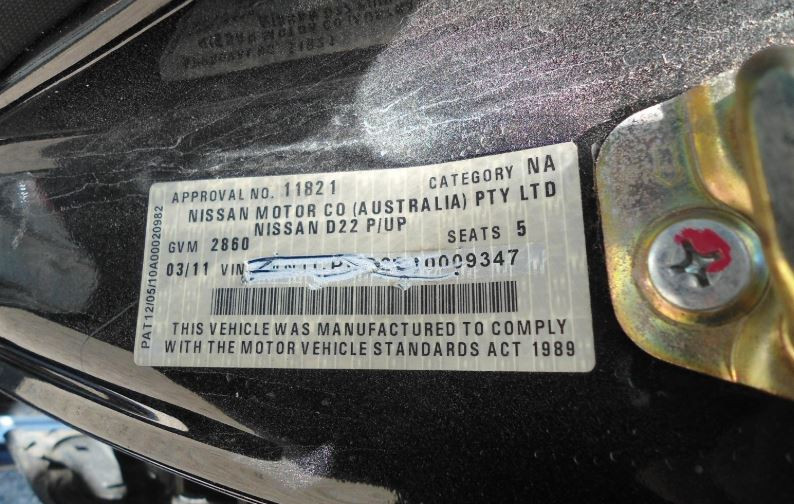 APPROVAL NO. 11821 CATEGORY NA
NISSAN MOTOR CO (AUSTRALIA) PTY LTD
NISSAN D22 P/UP
GVM 2860 SEATS 5
03/11 VIN 0009347
THIS VEHICLE WAS MANUFACTURED TO COMPLY
WITH THE MOTOR VEHICLE STANDARDS ACT 1989
PAT12/05/10A00020982